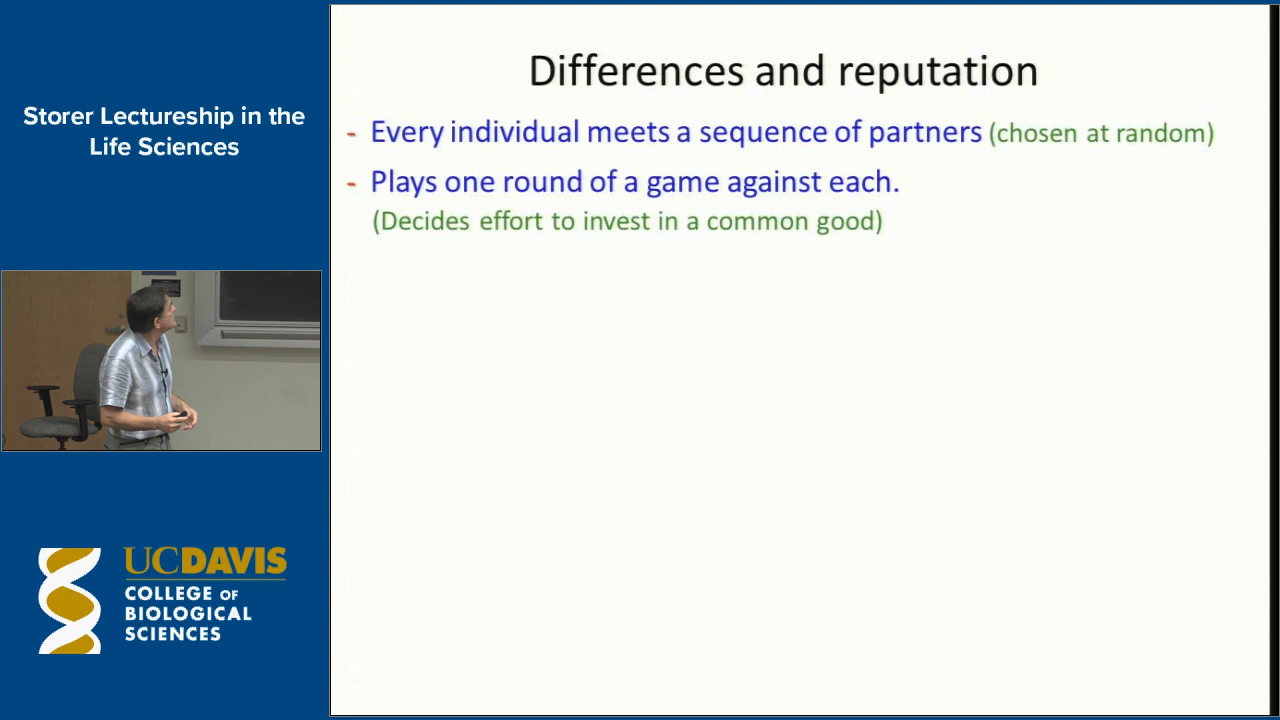 Storer Lectureship in the
Life Sciences
UCDAVIS
COLLEGE OF
BIOLOGICAL
SCIENCES
Differences and reputation
- Every individual meets a sequence of partners (chosen at random)
- Plays one round of a game against each.
(Decides effort to invest in a common good)